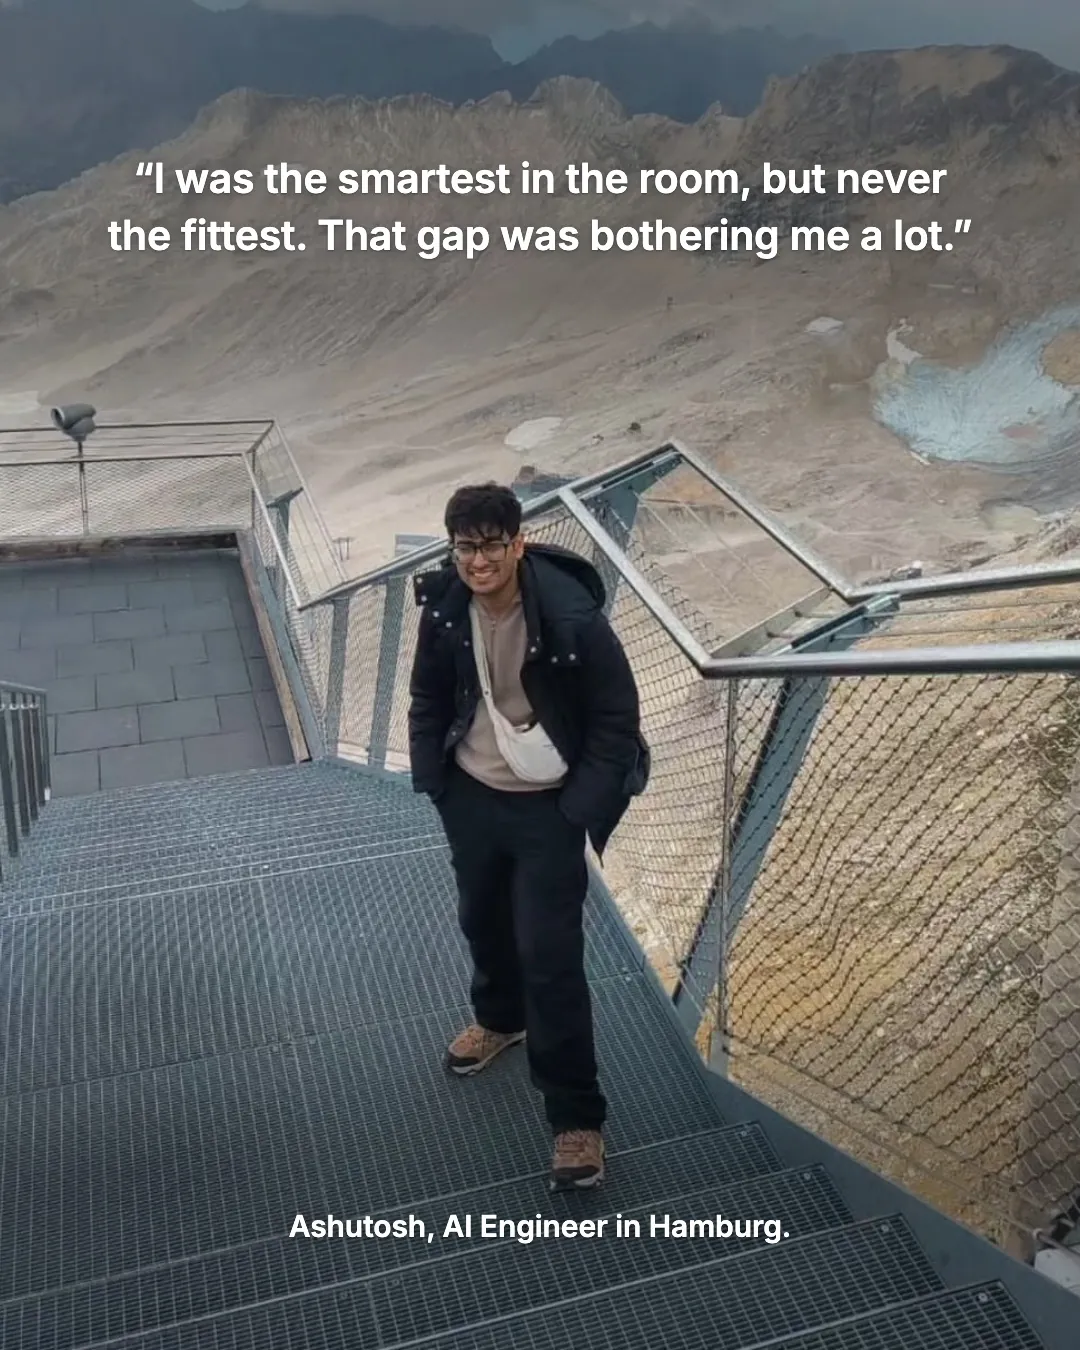 “I was the smartest in the room, but never
the fittest. That gap was bothering me a lot.”
Ashutosh, AI Engineer in Hamburg.